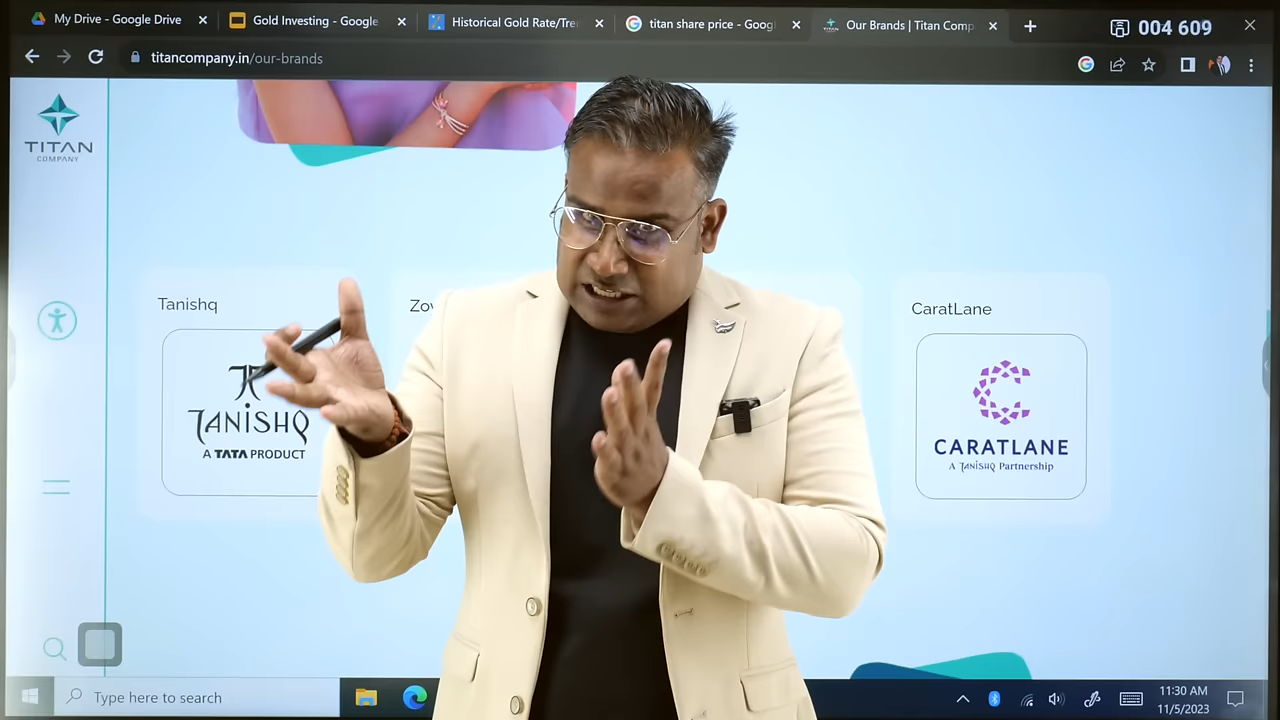 My Drive - Google Drive
Gold Investing - Google
Historical Gold Rate/Tre
titan share price - Goog
Our Brands | Titan Comp
004 609
titancompany.in/our-brands
TITAN
COMPANY
Tanishq
CaratLane
TANISHQ
A TATA PRODUCT
CARATLANE
A TANISHQ Partnership
Type here to search
11:30 AM
11/5/2023